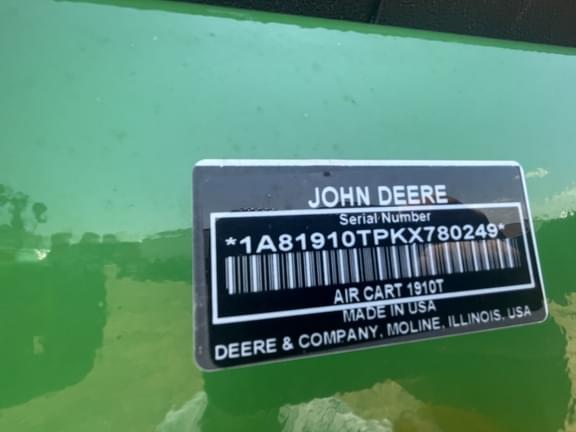 JOHN DEERE
Serial Number
*1A81910TPKX780249*
AIR CART 1910T
MADE IN USA
DEERE & COMPANY, MOLINE, ILLINOIS, USA